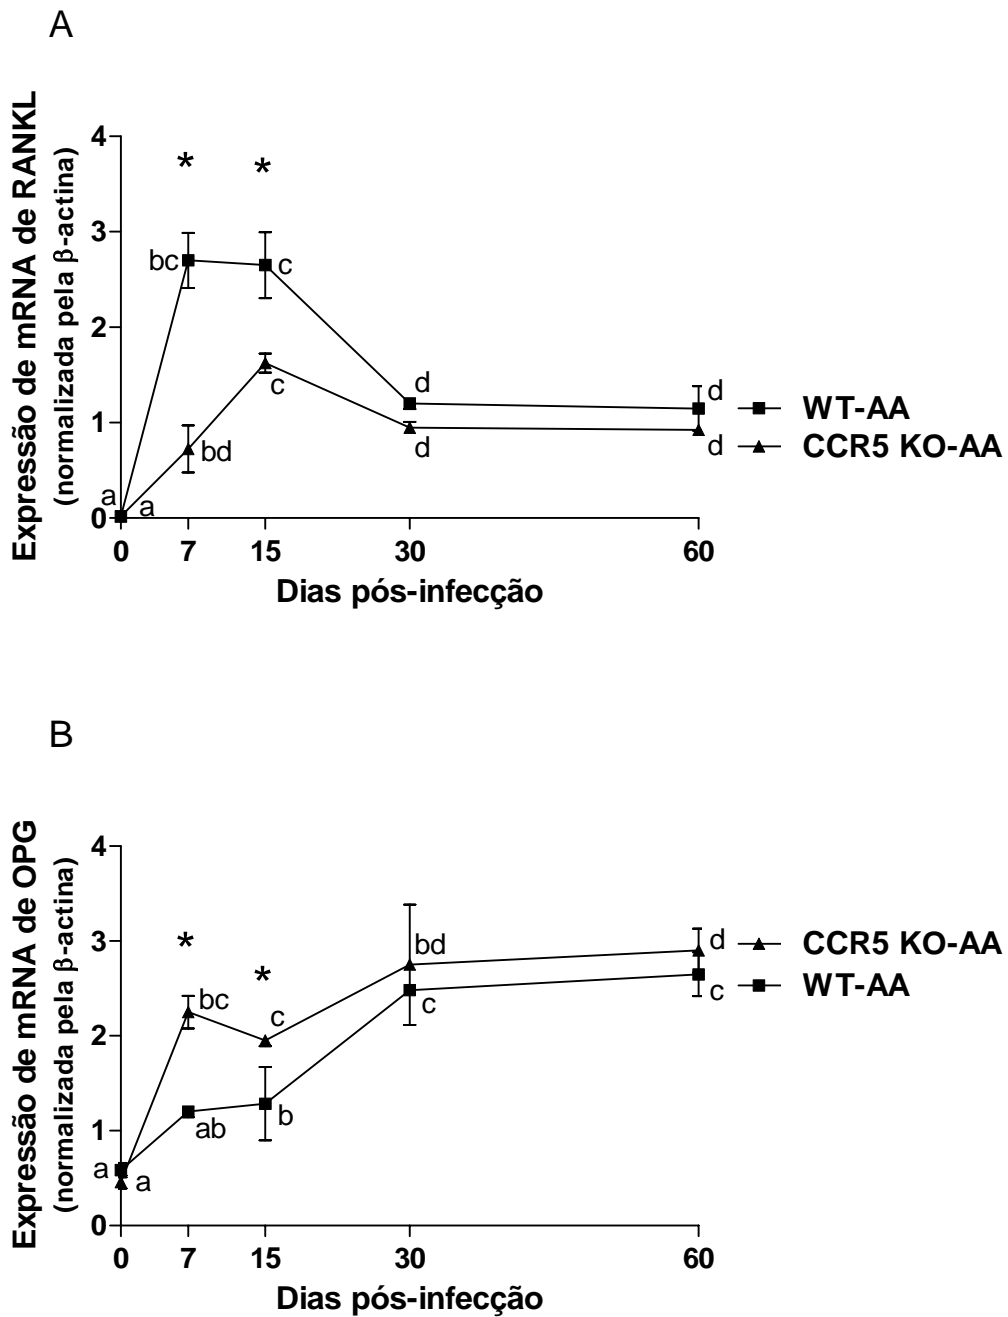 A
Expressão de mRNA de RANKL
(normalizada pela β-actina)
4
3
2
1
0
* *
bc
c
bd
c
d
d
d
d
a
a
WT-AA
CCR5 KO-AA
0 7 15 30 60
Dias pós-infecção
B
Expressão de mRNA de OPG
(normalizada pela β-actina)
4
3
2
1
0
*
*
bc
c
bd
d
ab
b
c
c
a
a
CCR5 KO-AA
WT-AA
0 7 15 30 60
Dias pós-infecção